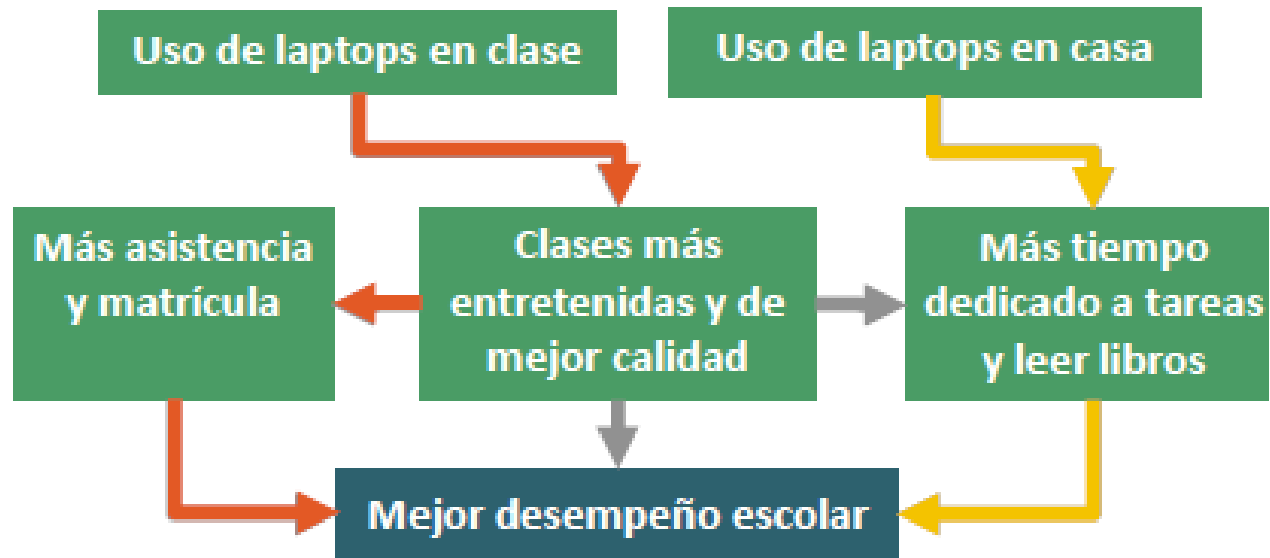 Uso de laptops en clase
Uso de laptops en casa
Más asistencia
y matrícula
Clases más
entretenidas y de
mejor calidad
Más tiempo
dedicado a tareas
y leer libros
Mejor desempeño escolar